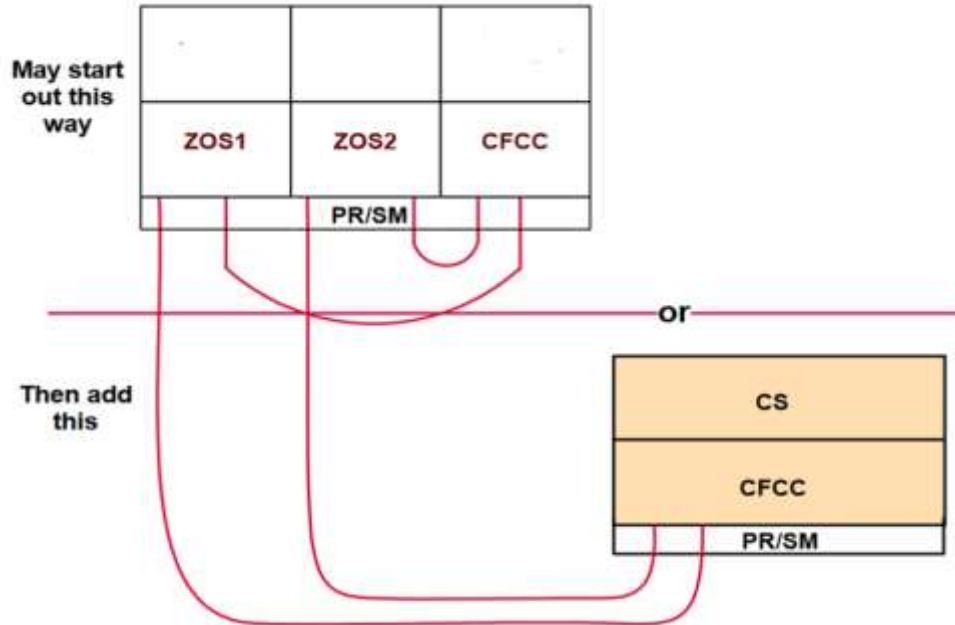 May start
out this
way
ZOS1
ZOS2
CFCC
PR/SM
or
Then add
this
CS
CFCC
PR/SM